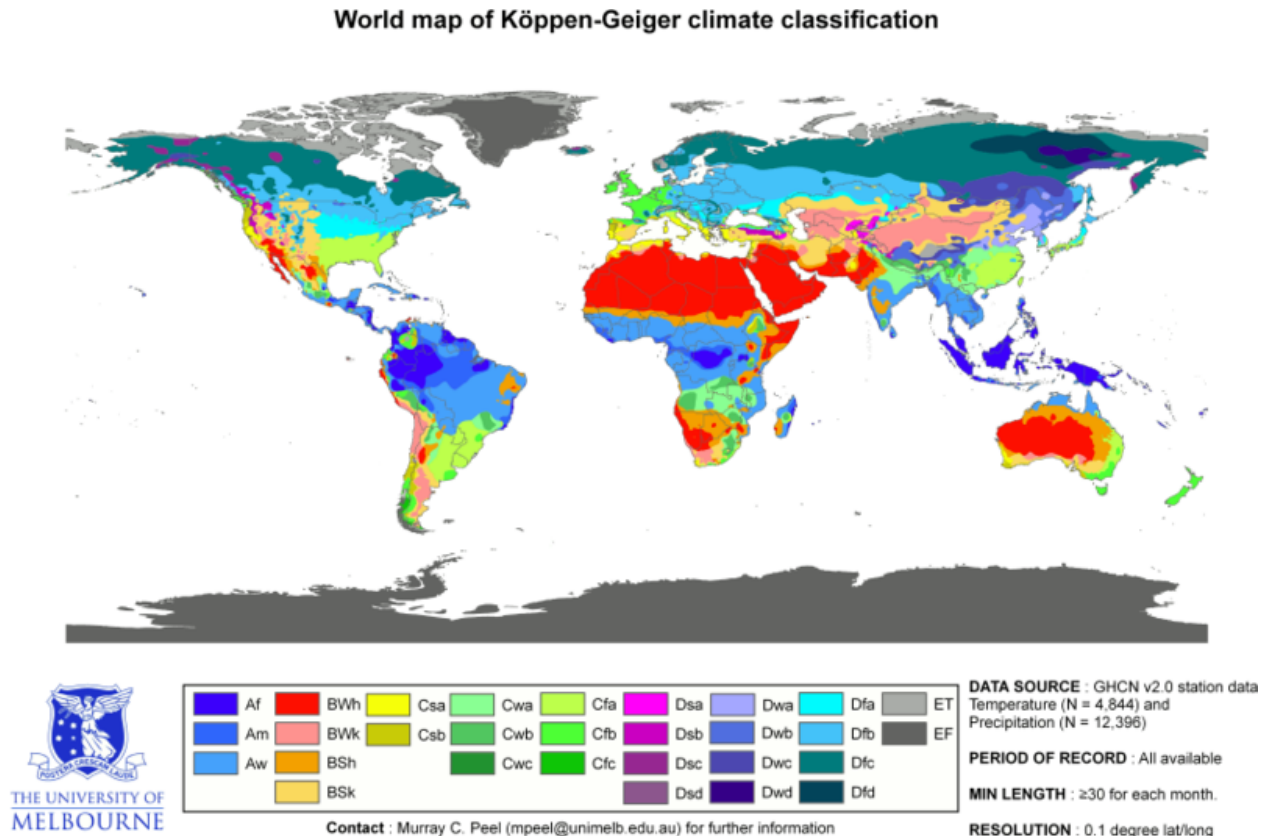 World map of Köppen-Geiger climate classification
POSTERA CRESCAM LAUDE
THE UNIVERSITY OF
MELBOURNE
Af
BWh
Csa
Cwa
Cfa
Dsa
Dwa
Dfa
ET
Am
BWk
Csb
Cwb
Cfb
Dsb
Dwb
Dfb
EF
Aw
BSh
Cwc
Cfc
Dsc
Dwc
Dfc
BSk
Dsd
Dwd
Dfd
Contact : Murray C. Peel (mpeel@unimelb.edu.au) for further information
DATA SOURCE : GHCN v2.0 station data
Temperature (N = 4,844) and
Precipitation (N = 12,396)
PERIOD OF RECORD : All available
MIN LENGTH : ≥30 for each month.
RESOLUTION : 0.1 degree lat/long